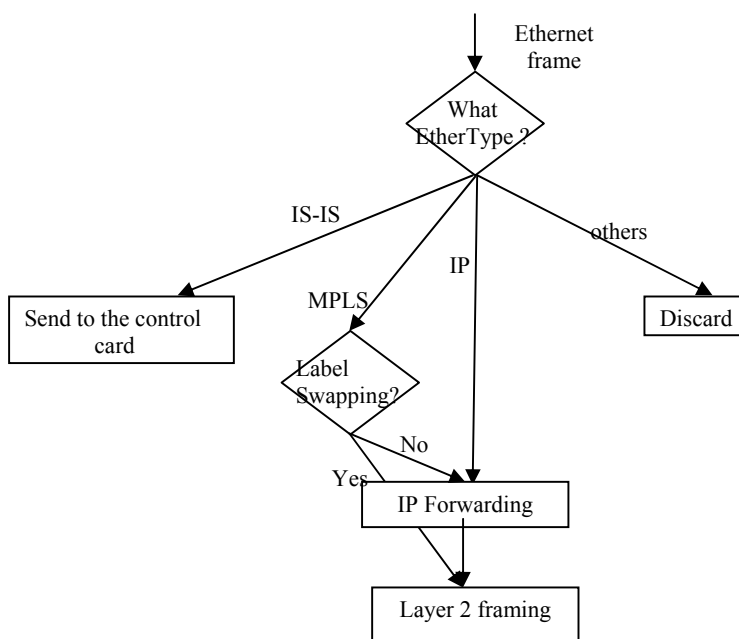 Ethernet
frame
What
EtherType ?
IS-IS
others
IP
MPLS
Send to the control
card
Discard
Label
Swapping?
No
Yes
IP Forwarding
Layer 2 framing